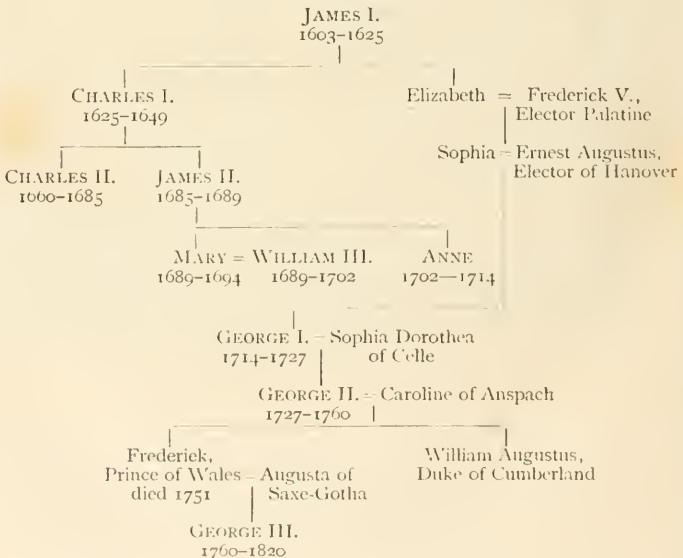 JAMES I.
1603–1625
CHARLES I.
1625–1649
Elizabeth = Frederick V.,
Elector Palatine
Sophia = Ernest Augustus,
Elector of Hanover
CHARLES II.
1660–1685
JAMES II.
1685–1689
MARY = WILLIAM III.
1689–1694 1689–1702
ANNE
1702—1714
GEORGE I. = Sophia Dorothea
1714–1727 of Celle
GEORGE II. = Caroline of Anspach
1727–1760
Frederick,
Prince of Wales = Augusta of
died 1751 Saxe-Gotha
William Augustus,
Duke of Cumberland
GEORGE III.
1760–1820